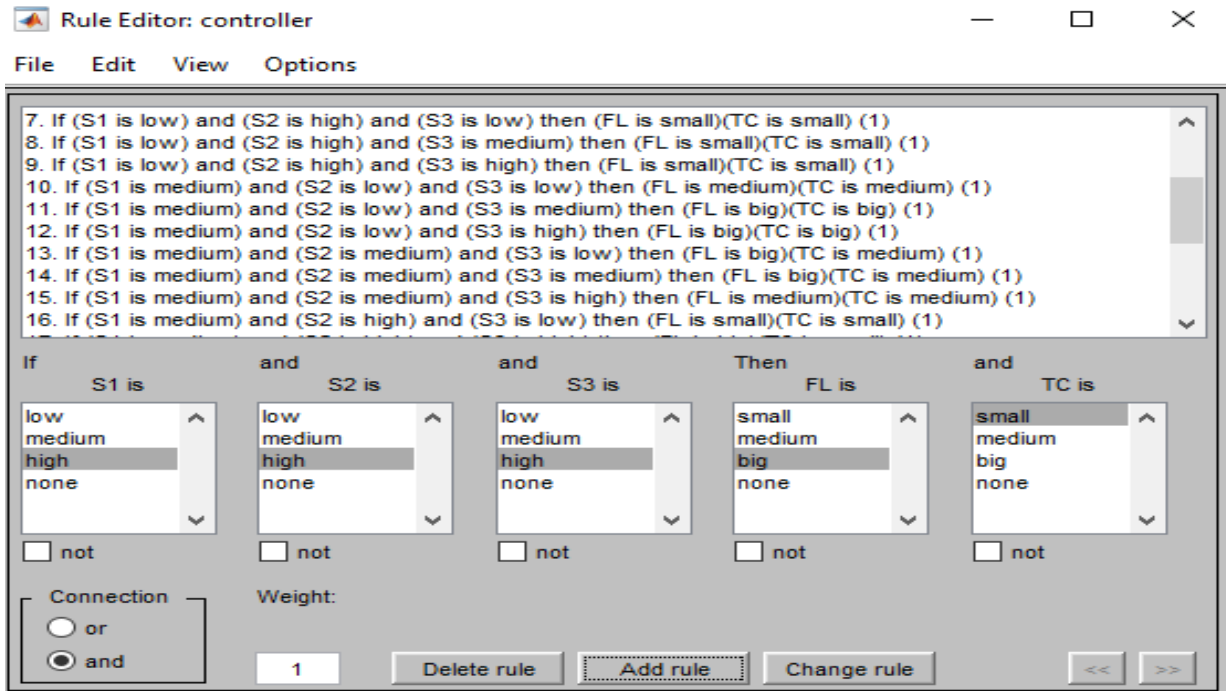 Rule Editor: controller
File Edit View Options
7. If (S1 is low) and (S2 is high) and (S3 is low) then (FL is small)(TC is small) (1)
8. If (S1 is low) and (S2 is high) and (S3 is medium) then (FL is small)(TC is small) (1)
9. If (S1 is low) and (S2 is high) and (S3 is high) then (FL is small)(TC is small) (1)
10. If (S1 is medium) and (S2 is low) and (S3 is low) then (FL is medium)(TC is medium) (1)
11. If (S1 is medium) and (S2 is low) and (S3 is medium) then (FL is big)(TC is big) (1)
12. If (S1 is medium) and (S2 is low) and (S3 is high) then (FL is big)(TC is big) (1)
13. If (S1 is medium) and (S2 is medium) and (S3 is low) then (FL is big)(TC is medium) (1)
14. If (S1 is medium) and (S2 is medium) and (S3 is medium) then (FL is big)(TC is medium) (1)
15. If (S1 is medium) and (S2 is medium) and (S3 is high) then (FL is medium)(TC is medium) (1)
16. If (S1 is medium) and (S2 is high) and (S3 is low) then (FL is small)(TC is small) (1)
If and and Then and
S1 is S2 is S3 is FL is TC is
low low low small small
medium medium medium medium medium
high high high big big
none none none none none
not not not not not
Connection Weight:
or
and 1 Delete rule Add rule Change rule << >>